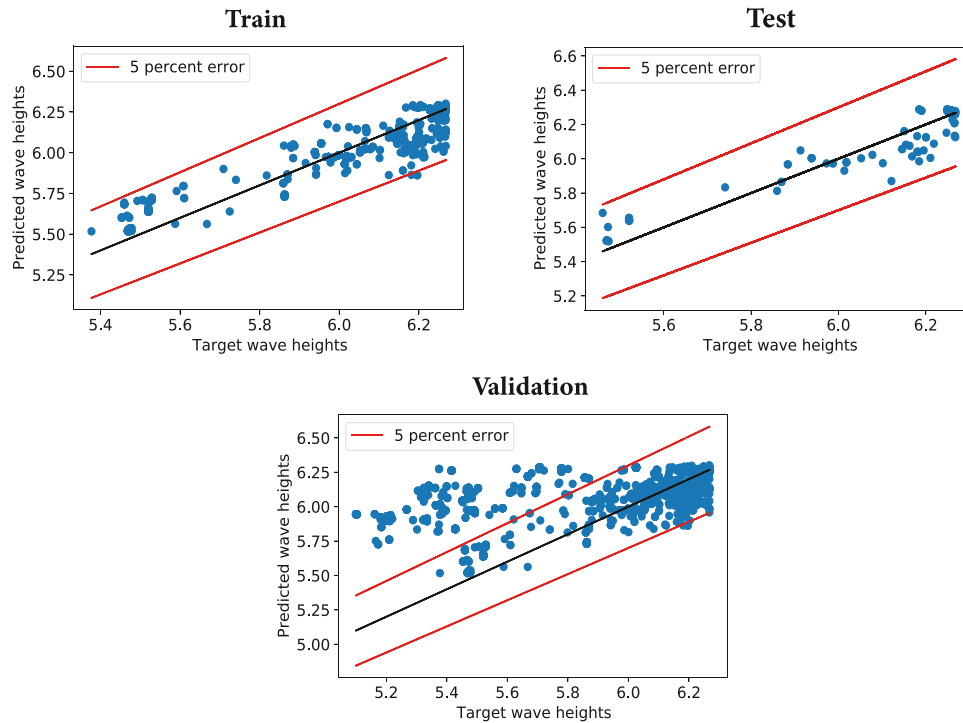 Train
5 percent error
Predicted wave heights
6.50
6.25
6.00
5.75
5.50
5.25
5.4 5.6 5.8 6.0 6.2
Target wave heights
Test
5 percent error
Predicted wave heights
6.6
6.4
6.2
6.0
5.8
5.6
5.4
5.2
5.6 5.8 6.0 6.2
Target wave heights
Validation
5 percent error
Predicted wave heights
6.50
6.25
6.00
5.75
5.50
5.25
5.00
5.2 5.4 5.6 5.8 6.0 6.2
Target wave heights